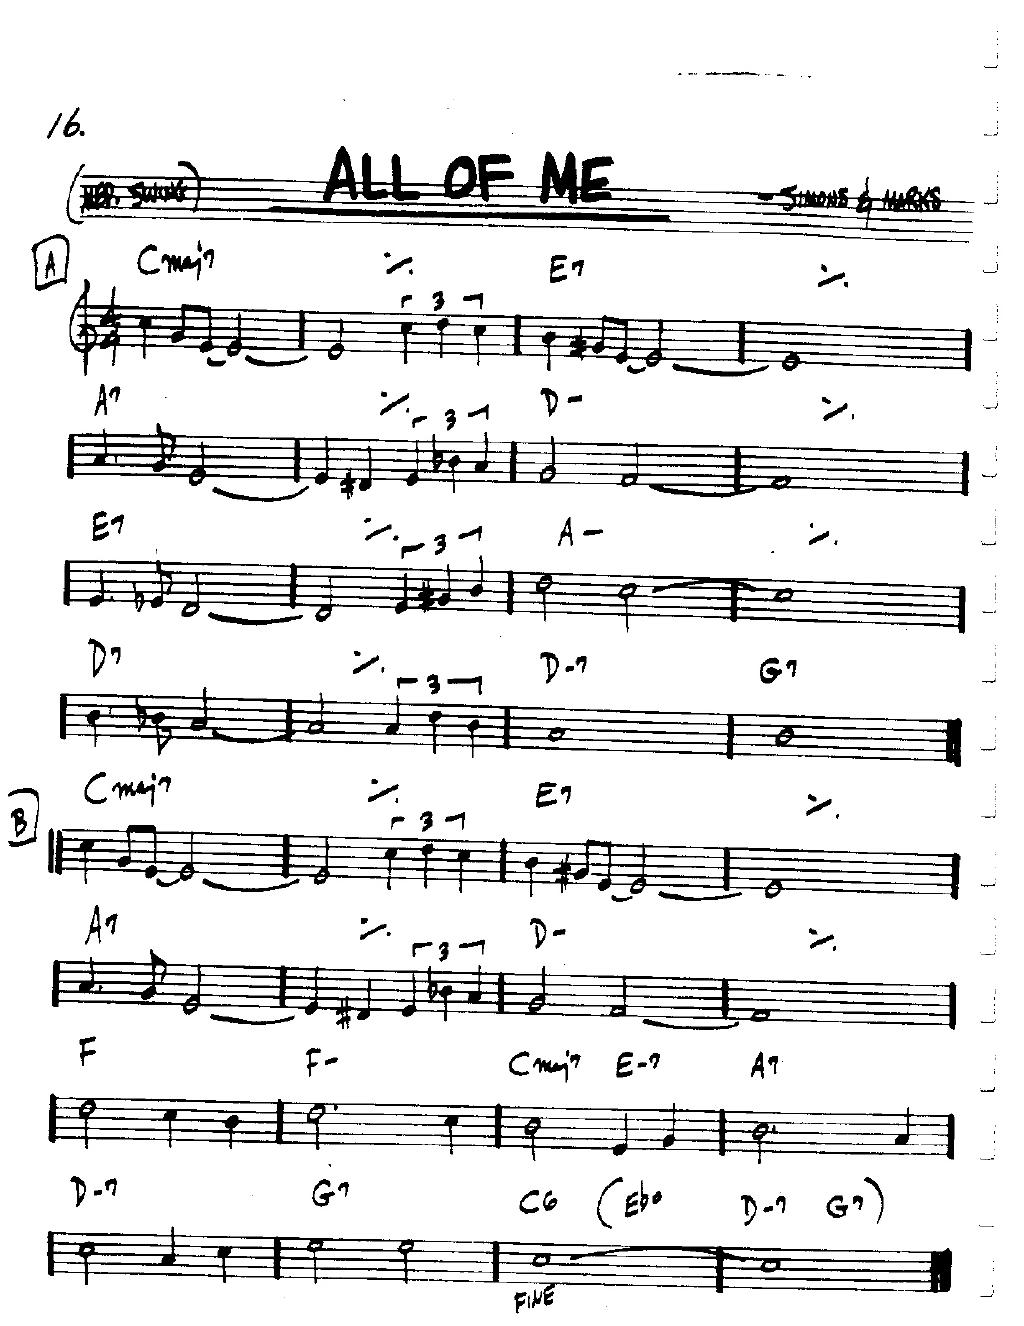 16.
(MED. SWING) ALL OF ME - SIMONS & MARKS
A Cmaj7 ٪ E7 ٪
3
A7 ٪ D- ٪
3
E7 ٪ A- ٪
3
D7 ٪ D-7 G7
3
B Cmaj7 ٪ E7 ٪
3
A7 ٪ D- ٪
3
F F- Cmaj7 E-7 A7
D-7 G7 C6 (E♭o D-7 G7)
FINE